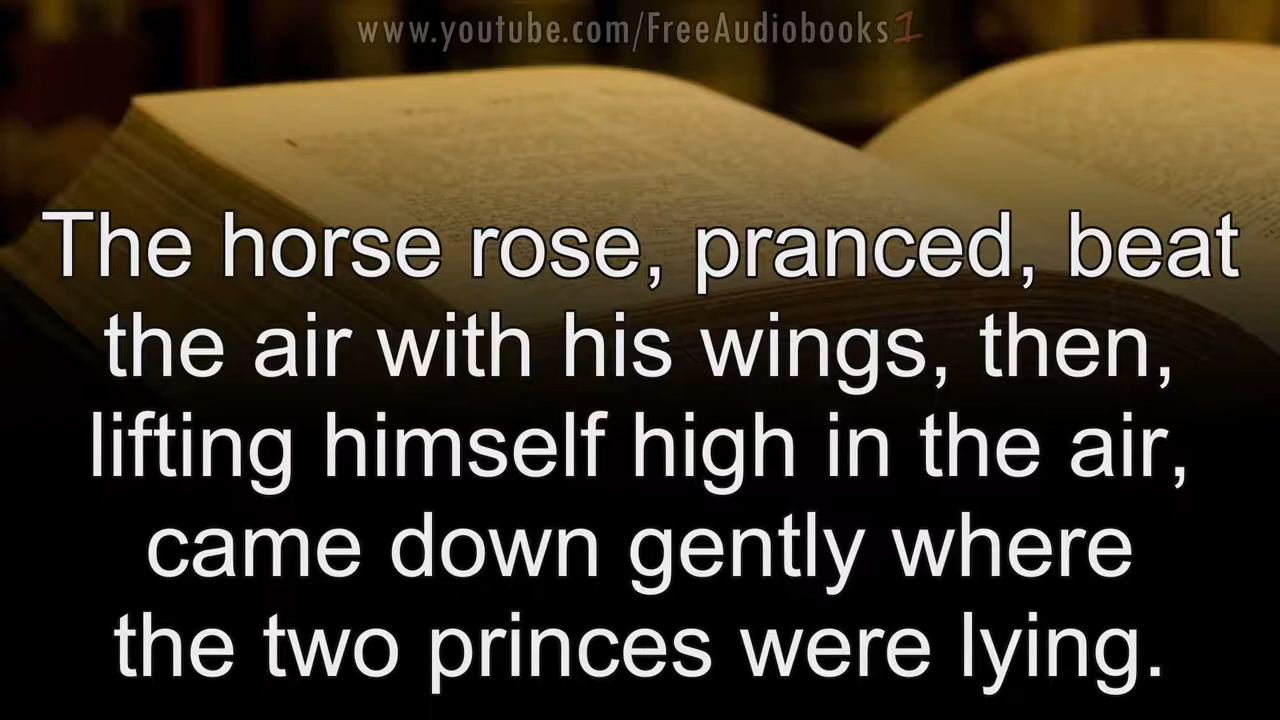 www.youtube.com/FreeAudiobooks1
The horse rose, pranced, beat
the air with his wings, then,
lifting himself high in the air,
came down gently where
the two princes were lying.